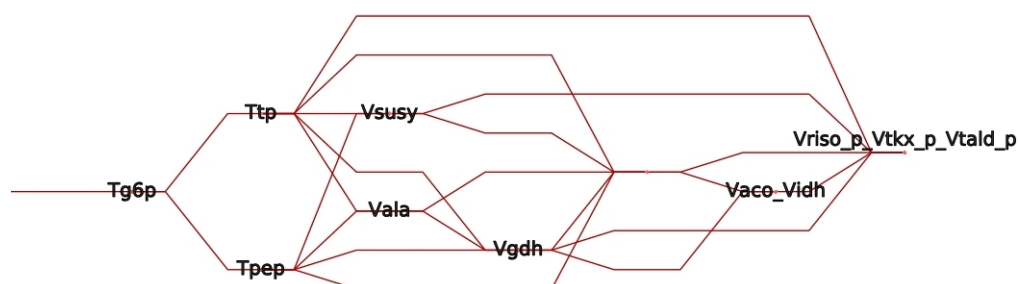 Ttp
Vsusy
Vriso_p_Vtkx_p_Vtald_p
Tg6p
Vaco_Vidh
Vala
Vgdh
Tpep